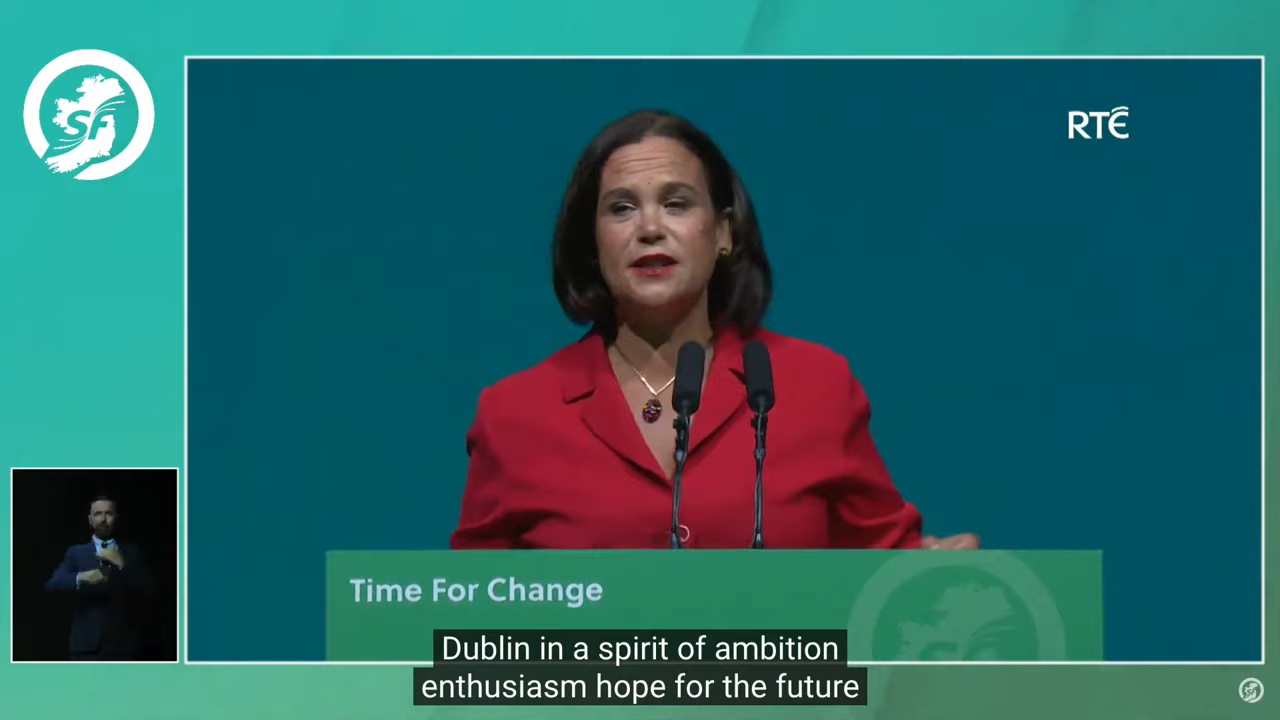 SF
RTÉ
Time For Change
Dublin in a spirit of ambition
enthusiasm hope for the future